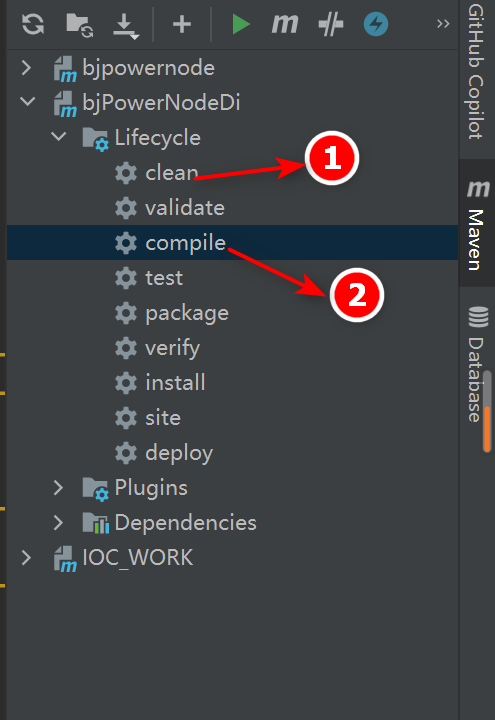 bjpowernode
bjPowerNodeDi
Lifecycle
clean
1
validate
compile
test
2
package
verify
install
site
deploy
Plugins
Dependencies
IOC_WORK
GitHub Copilot
m
Maven
Database